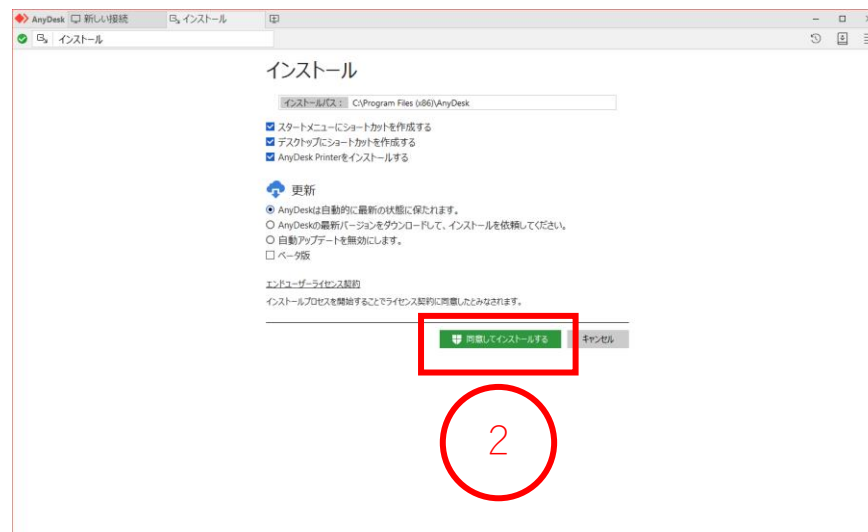 AnyDesk 新しい接続 インストール
インストール
インストール
インストールパス： C:\Program Files (x86)\AnyDesk
スタートメニューにショートカットを作成する
デスクトップにショートカットを作成する
AnyDesk Printerをインストールする
更新
AnyDeskは自動的に最新の状態に保たれます。
AnyDeskの最新バージョンをダウンロードして、インストールを依頼してください。
自動アップデートを無効にします。
ベータ版
エンドユーザーライセンス契約
インストールプロセスを開始することでライセンス契約に同意したとみなされます。
同意してインストールする キャンセル
2